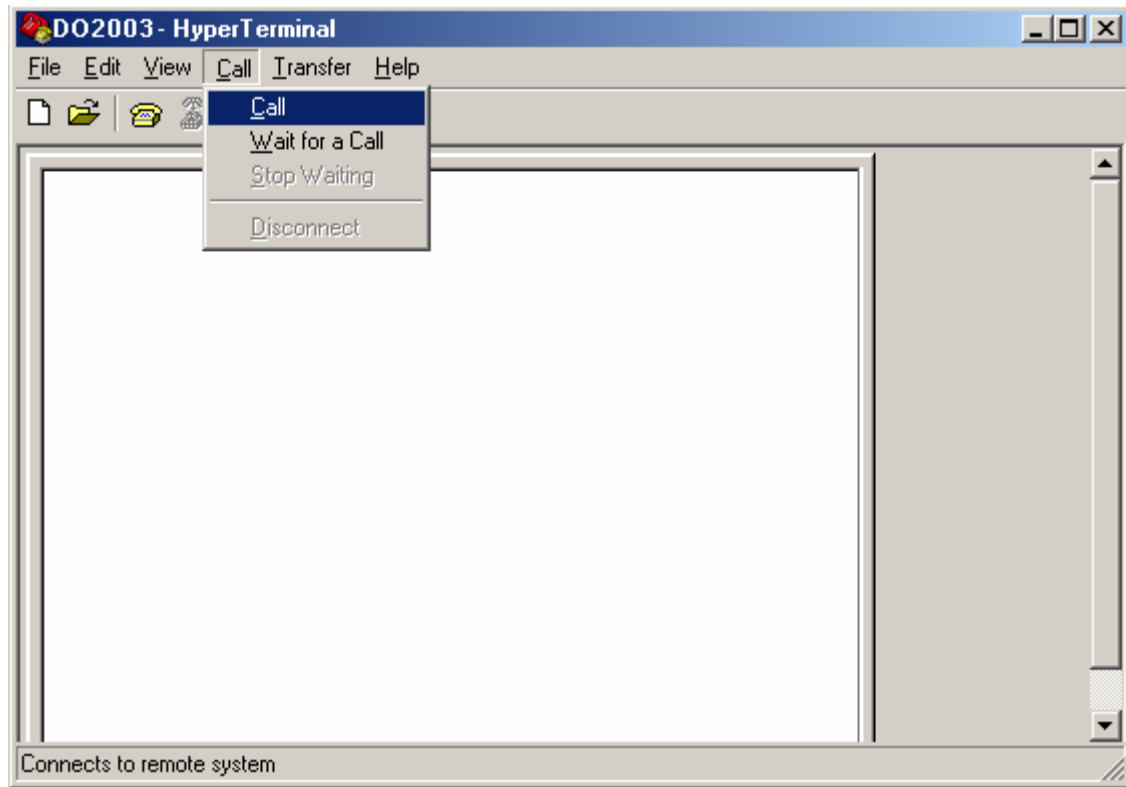 DO2003 - HyperTerminal
File Edit View Call Transfer Help
Call
Wait for a Call
Stop Waiting
Disconnect
Connects to remote system